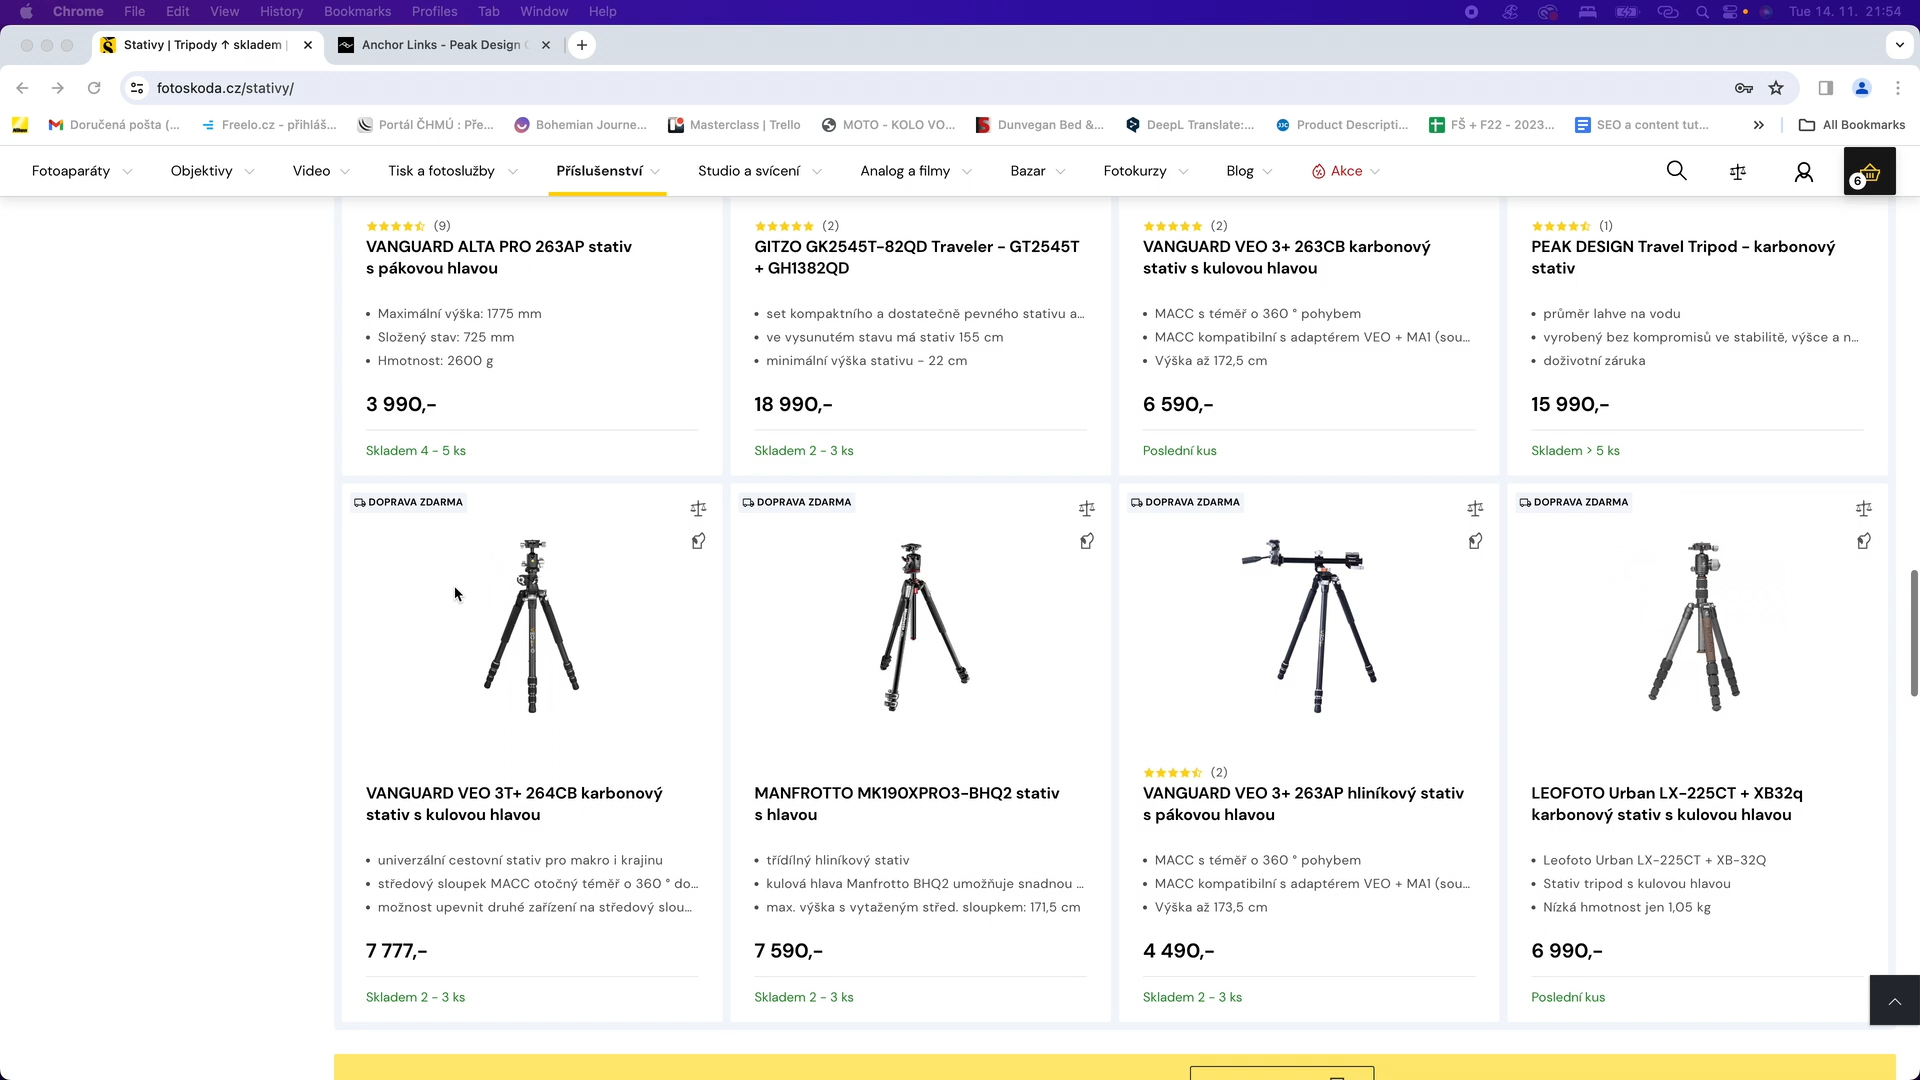 Chrome File Edit View History Bookmarks Profiles Tab Window Help Tue 14. 11. 21:54
Stativy | Tripody ↑ skladem | Anchor Links - Peak Design
fotoskoda.cz/stativy/
Doručená pošta (... Freelo.cz - přihláš... Portál ČHMÚ : Pře... Bohemian Journe... Masterclass | Trello MOTO - KOLO VO... Dunvegan Bed &... DeepL Translate:... Product Descripti... FŠ + F22 - 2023... SEO a content tut... » All Bookmarks
Fotoaparáty Objektivy Video Tisk a fotoslužby Příslušenství Studio a svícení Analog a filmy Bazar Fotokurzy Blog Akce 6
(9)
VANGUARD ALTA PRO 263AP stativ
s pákovou hlavou
• Maximální výška: 1775 mm
• Složený stav: 725 mm
• Hmotnost: 2600 g
3 990,-
Skladem 4 - 5 ks
(2)
GITZO GK2545T-82QD Traveler - GT2545T
+ GH1382QD
• set kompaktního a dostatečně pevného stativu a...
• ve vysunutém stavu má stativ 155 cm
• minimální výška stativu - 22 cm
18 990,-
Skladem 2 - 3 ks
(2)
VANGUARD VEO 3+ 263CB karbonový
stativ s kulovou hlavou
• MACC s téměř o 360 ° pohybem
• MACC kompatibilní s adaptérem VEO + MA1 (sou...
• Výška až 172,5 cm
6 590,-
Poslední kus
(1)
PEAK DESIGN Travel Tripod - karbonový
stativ
• průměr lahve na vodu
• vyrobený bez kompromisů ve stabilitě, výšce a n...
• doživotní záruka
15 990,-
Skladem > 5 ks
DOPRAVA ZDARMA
VANGUARD VEO 3T+ 264CB karbonový
stativ s kulovou hlavou
• univerzální cestovní stativ pro makro i krajinu
• středový sloupek MACC otočný téměř o 360 ° do...
• možnost upevnit druhé zařízení na středový slou...
7 777,-
Skladem 2 - 3 ks
DOPRAVA ZDARMA
MANFROTTO MK190XPRO3-BHQ2 stativ
s hlavou
• třídílný hliníkový stativ
• kulová hlava Manfrotto BHQ2 umožňuje snadnou ...
• max. výška s vytaženým střed. sloupkem: 171,5 cm
7 590,-
Skladem 2 - 3 ks
DOPRAVA ZDARMA
(2)
VANGUARD VEO 3+ 263AP hliníkový stativ
s pákovou hlavou
• MACC s téměř o 360 ° pohybem
• MACC kompatibilní s adaptérem VEO + MA1 (sou...
• Výška až 173,5 cm
4 490,-
Skladem 2 - 3 ks
DOPRAVA ZDARMA
LEOFOTO Urban LX-225CT + XB32q
karbonový stativ s kulovou hlavou
• Leofoto Urban LX-225CT + XB-32Q
• Stativ tripod s kulovou hlavou
• Nízká hmotnost jen 1,05 kg
6 990,-
Poslední kus